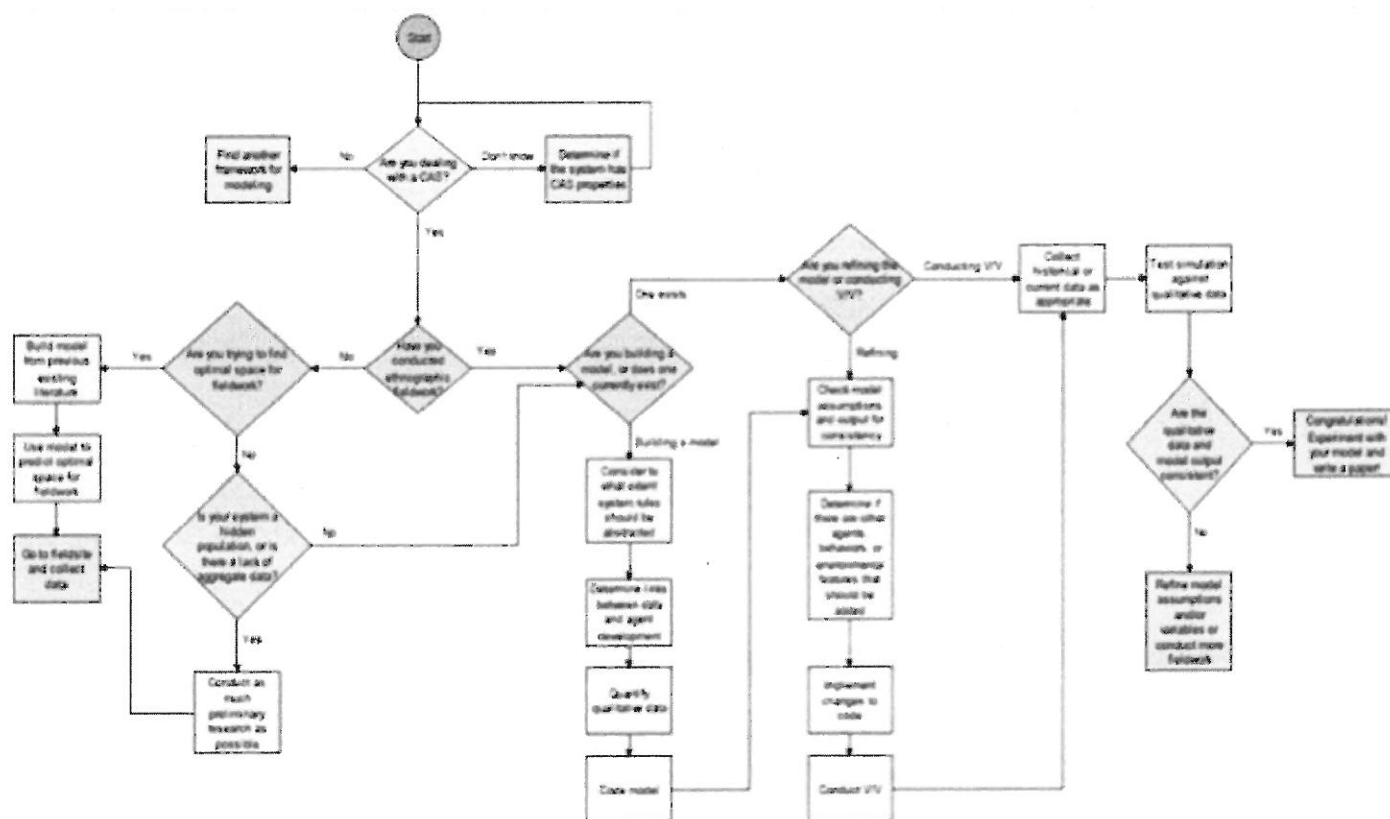 Start
Find another
framework for
modeling
No
Are you dealing
with a CAS?
Don't know
Determine if
the system has
CAS properties
Yes
Build model
from previous
existing
literature
Yes
Are you trying to find
optimal space for
fieldwork?
No
Have you
conducted
ethnographic
fieldwork?
Yes
Are you building a
model, or does one
currently exist?
One exists
Are you refining the
model or conducting
V/V?
Conducting V/V
Collect
historical or
current data as
appropriate
Test simulation
against
qualitative data
Use model to
predict optimal
space for
fieldwork
No
Building a model
Refining
Check model
assumptions
and output for
consistency
Are the
qualitative
data and
model output
consistent?
Yes
Congratulations!
Experiment with
your model and
write a paper!
Go to fieldsite
and collect
data
Is your system a
hidden
population, or is
there a lack of
aggregate data?
No
Consider to
what extent
system rules
should be
abstracted
Determine if
there are other
agents,
behaviors, or
environmental
features that
should be
added
No
Determine links
between data
and agent
development
Refine model
assumptions
and/or
variables or
conduct more
fieldwork
Yes
Conduct as
much
preliminary
research as
possible
Quantify
qualitative data
Implement
changes to
code
Code model
Conduct V/V